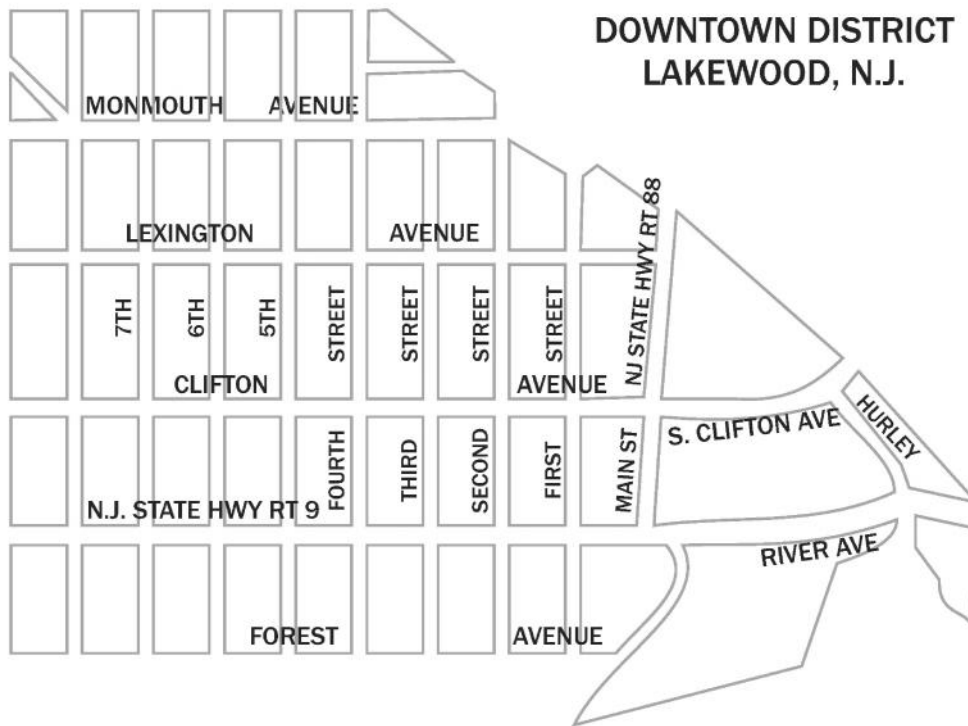 DOWNTOWN DISTRICT
LAKEWOOD, N.J.
MONMOUTH AVENUE
LEXINGTON AVENUE
NJ STATE HWY RT 88
7TH
6TH
5TH
FOURTH STREET
THIRD STREET
SECOND STREET
FIRST STREET
MAIN ST
CLIFTON AVENUE
S. CLIFTON AVE
HURLEY
N.J. STATE HWY RT 9
RIVER AVE
FOREST AVENUE